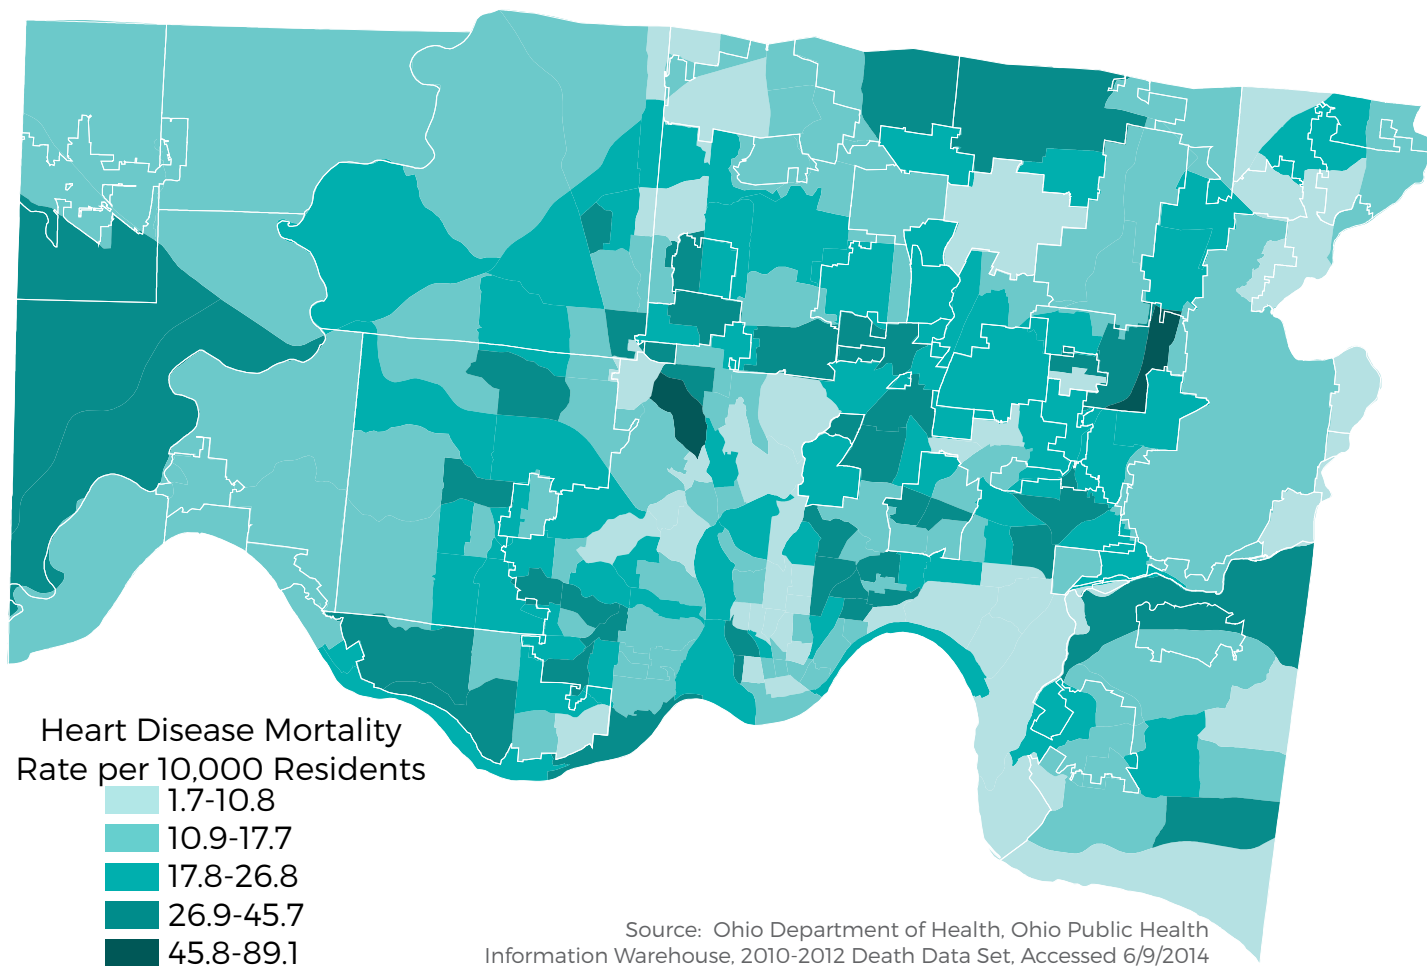 Heart Disease Mortality
Rate per 10,000 Residents
1.7-10.8
10.9-17.7
17.8-26.8
26.9-45.7
45.8-89.1
Source: Ohio Department of Health, Ohio Public Health
Information Warehouse, 2010-2012 Death Data Set, Accessed 6/9/2014